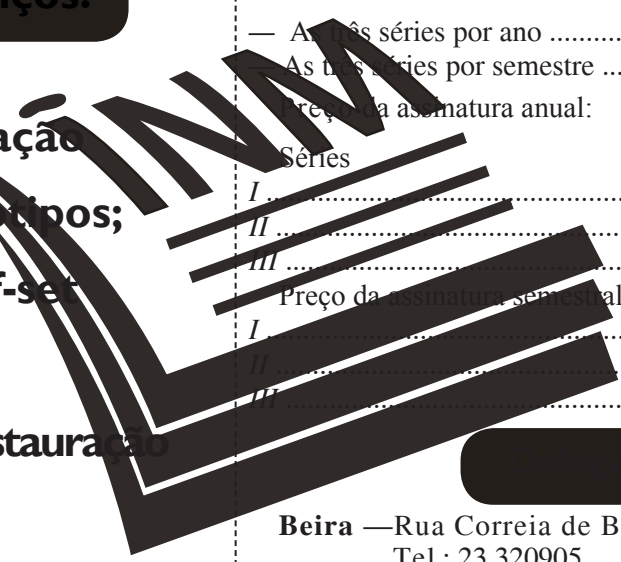 ços:
ação
otipos;
f-set
stauração
INM
— As três séries por ano ..........
— As três séries por semestre ...
Preço da assinatura anual:
Séries
I ..........
II ..........
III ..........
Preço da assinatura semestral
I ..........
II ..........
III ..........
Beira —Rua Correia de B
Tel.: 23 320905